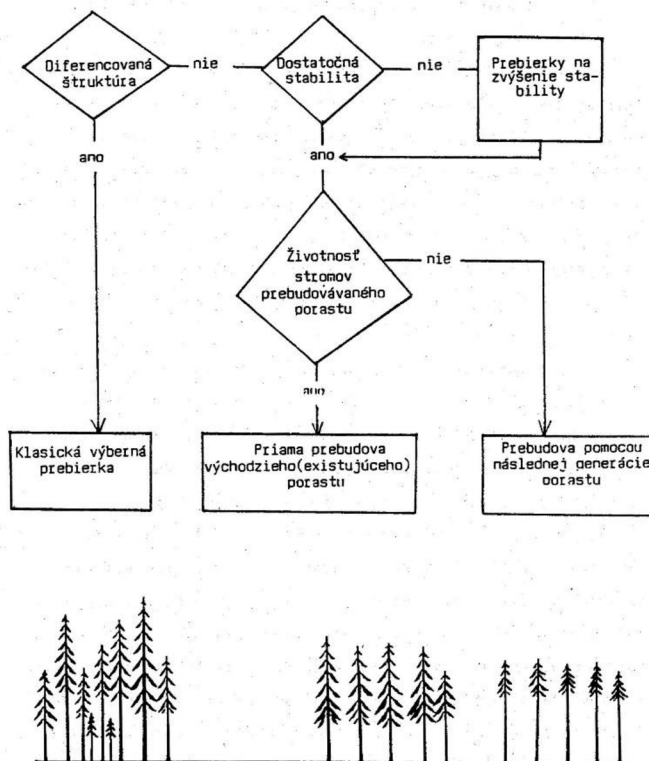 Diferencovaná
štruktúra
nie
Dostatočná
stabilita
nie
Prebierky na
zvýšenie sta-
bility
ano
ano
Životnosť
stromov
prebudovávaného
porastu
nie
ano
Klasická výberná
prebierka
Priama prebudova
východzieho(existujúceho)
porastu
Prebudova pomocou
následnej generácie
porastu